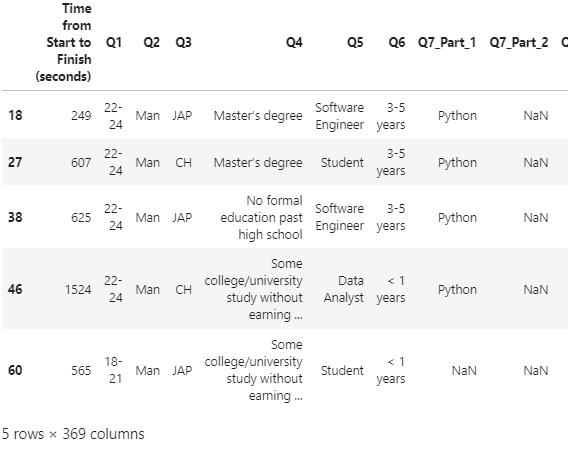 Time
from
Start to
Finish
(seconds) Q1 Q2 Q3 Q4 Q5 Q6 Q7_Part_1 Q7_Part_2
18 249 22-
24 Man JAP Master's degree Software
Engineer 3-5
years Python NaN
27 607 22-
24 Man CH Master's degree Student 3-5
years Python NaN
38 625 22-
24 Man JAP No formal
education past
high school Software
Engineer 3-5
years Python NaN
46 1524 22-
24 Man CH Some
college/university
study without
earning ... Data
Analyst < 1
years Python NaN
60 565 18-
21 Man JAP Some
college/university
study without
earning ... Student < 1
years NaN NaN
5 rows × 369 columns